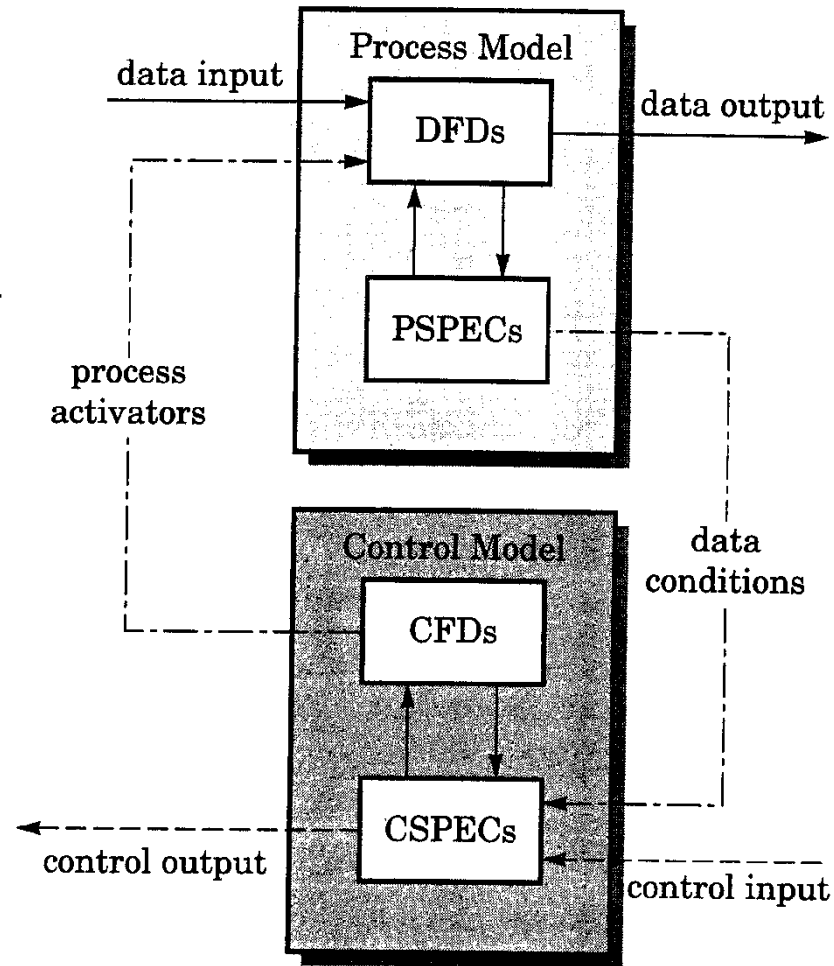 Process Model
data input
DFDs
data output
PSPECs
process
activators
Control Model
data
conditions
CFDs
CSPECs
control output
control input